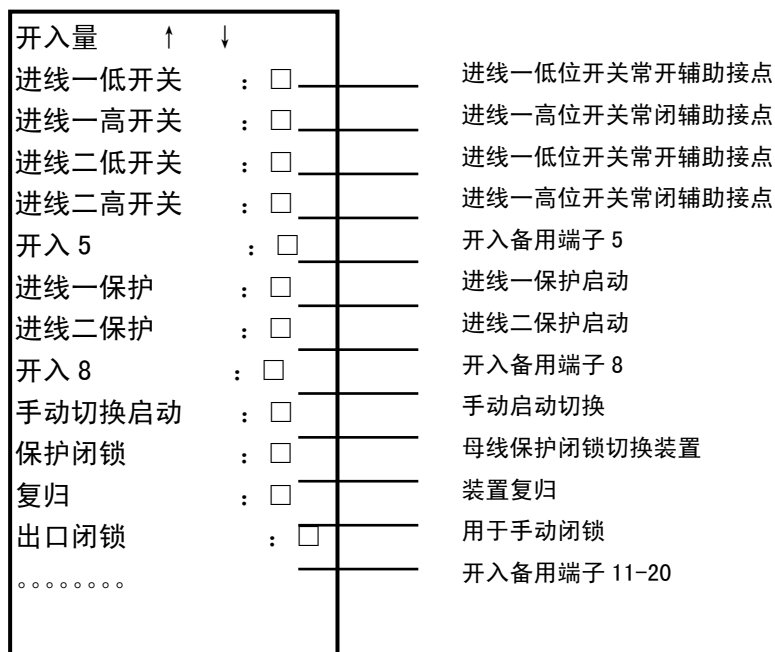 开入量 ↑ ↓
进线一低开关 ：□ 进线一低位开关常开辅助接点
进线一高开关 ：□ 进线一高位开关常闭辅助接点
进线二低开关 ：□ 进线一低位开关常开辅助接点
进线二高开关 ：□ 进线一高位开关常闭辅助接点
开入 5 ：□ 开入备用端子 5
进线一保护 ：□ 进线一保护启动
进线二保护 ：□ 进线二保护启动
开入 8 ：□ 开入备用端子 8
手动切换启动 ：□ 手动启动切换
保护闭锁 ：□ 母线保护闭锁切换装置
复归 ：□ 装置复归
出口闭锁 ：□ 用于手动闭锁
。。。。。。。。 开入备用端子 11-20